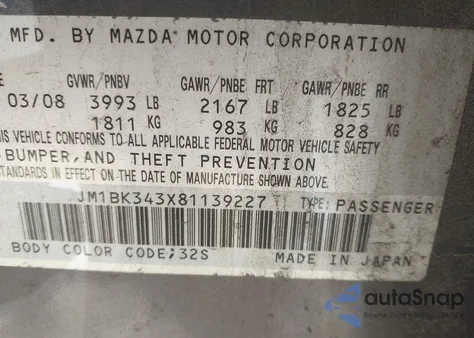 MFD. BY MAZDA MOTOR CORPORATION
GVWR/PNBV GAWR/PNBE FRT GAWR/PNBE RR
03/08 3993 LB 2167 LB 1825 LB
1811 KG 983 KG 828 KG
VEHICLE CONFORMS TO ALL APPLICABLE FEDERAL MOTOR VEHICLE
BUMPER, AND THEFT PREVENTION
STANDARDS IN EFFECT ON THE DATE OF MANUFACTURE SHOWN ABOVE.
JM1BK343X81139227 TYPE: PASSENGER
BODY COLOR CODE;32S MADE IN JAPAN
autoSnap